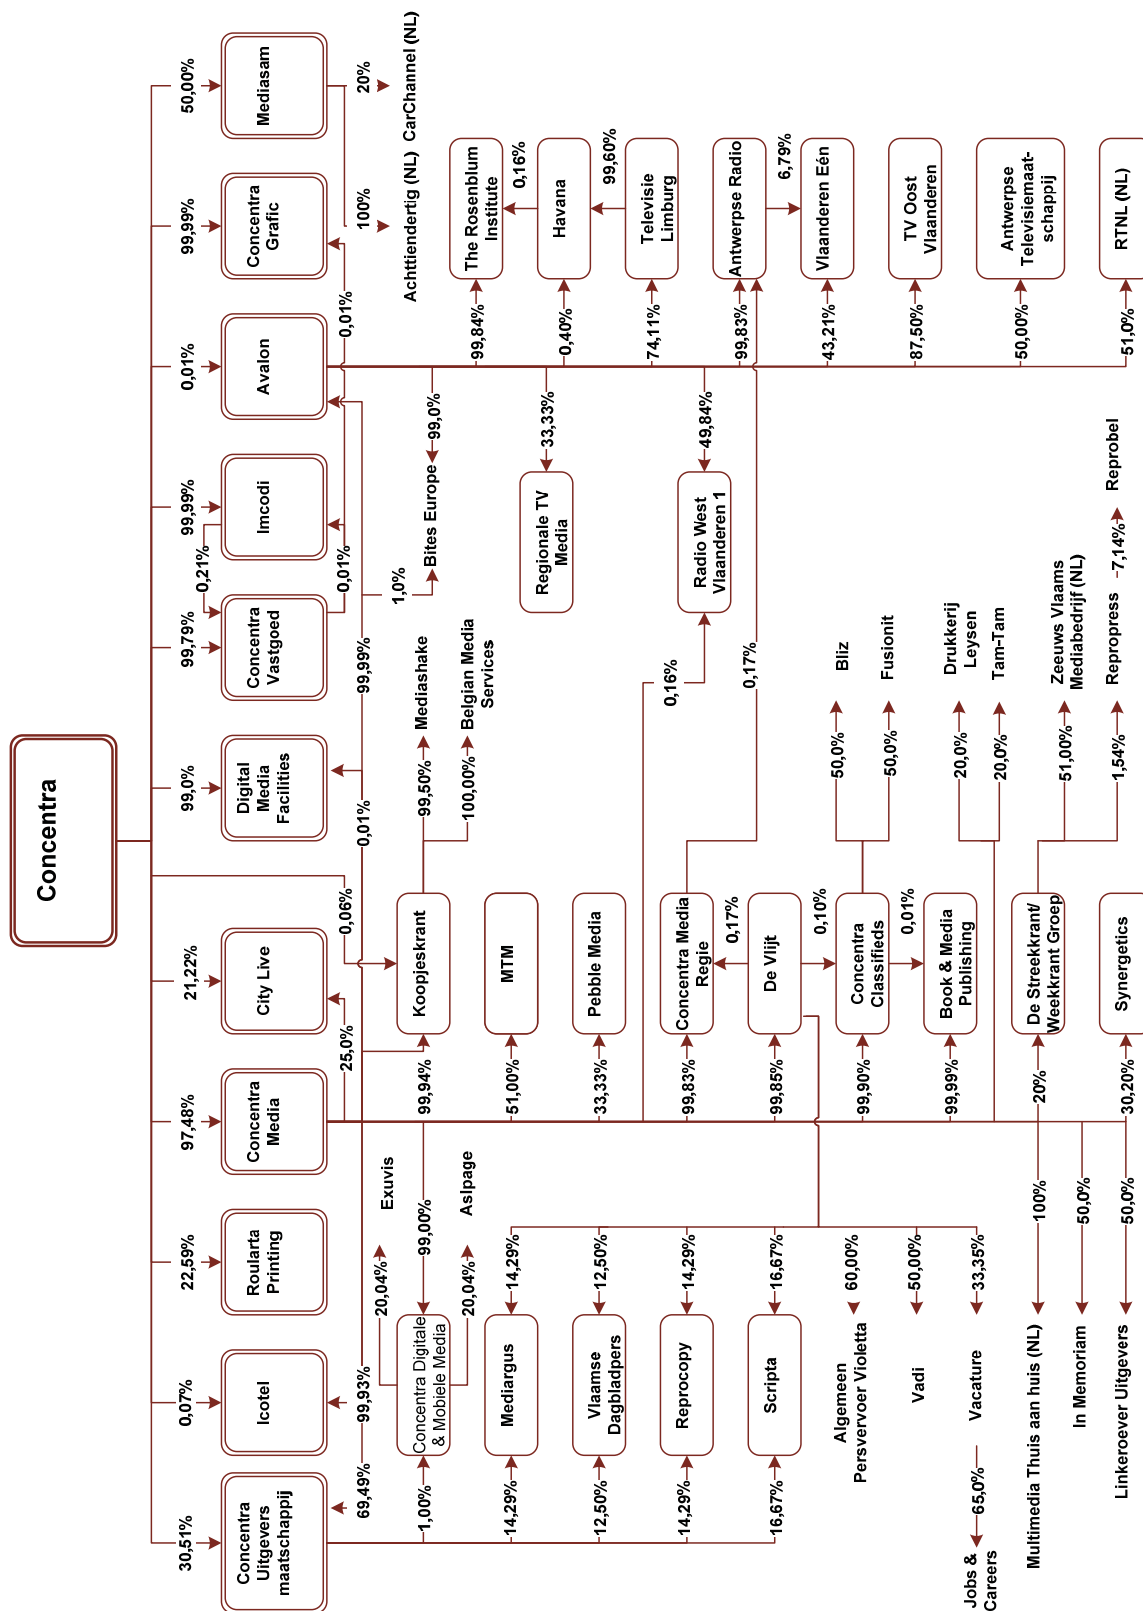 Concentra
30,51%
0,07%
22,59%
97,48%
21,22%
99,0%
99,79%
99,99%
0,01%
99,99%
50,00%
Concentra
Uitgevers
maatschappij
Icotel
Roularta
Printing
Concentra
Media
City Live
Digital
Media
Facilities
Concentra
Vastgoed
Imcodi
Avalon
Concentra
Grafic
Mediasam
0,21%
0,01%
0,01%
25,0%
0,06%
69,49%
99,93%
0,01%
99,99%
100%
20%
Achttiendertig (NL)
CarChannel (NL)
1,0%
Bites Europe
99,0%
1,00%
Concentra Digitale
& Mobiele Media
99,00%
20,04%
Exuvis
20,04%
Aslpage
99,94%
Koopjeskrant
99,50%
Mediashake
100,00%
Belgian Media
Services
99,84%
The Rosenblum
Institute
0,16%
14,29%
Mediargus
14,29%
51,00%
MTM
33,33%
Regionale TV
Media
0,40%
Havana
99,60%
12,50%
Vlaamse
Dagbladpers
12,50%
33,33%
Pebble Media
74,11%
Televisie
Limburg
14,29%
Reprocopy
14,29%
99,83%
Concentra Media
Regie
0,17%
0,16%
Radio West
Vlaanderen 1
49,84%
0,17%
99,83%
Antwerpse Radio
6,79%
16,67%
Scripta
16,67%
99,85%
De Vlijt
0,10%
43,21%
Vlaanderen Eén
Algemeen
Persvervoer Violetta
60,00%
99,90%
Concentra
Classifieds
0,01%
50,0%
Bliz
50,0%
Fusionit
87,50%
TV Oost
Vlaanderen
Vadi
50,00%
99,99%
Book & Media
Publishing
20,0%
Drukkerij
Leysen
20,0%
Tam-Tam
50,00%
Antwerpse
Televisiemaat-
schappij
Jobs &
Careers
65,0%
Vacature
33,35%
Multimedia Thuis aan huis (NL)
100%
20%
De Streekkrant/
Weekkrant Groep
51,00%
Zeeuws Vlaams
Mediabedrijf (NL)
1,54%
Repropress
7,14%
Reprobel
51,0%
RTNL
In Memoriam
50,0%
Linkeroever Uitgevers
50,0%
30,20%
Synergetics